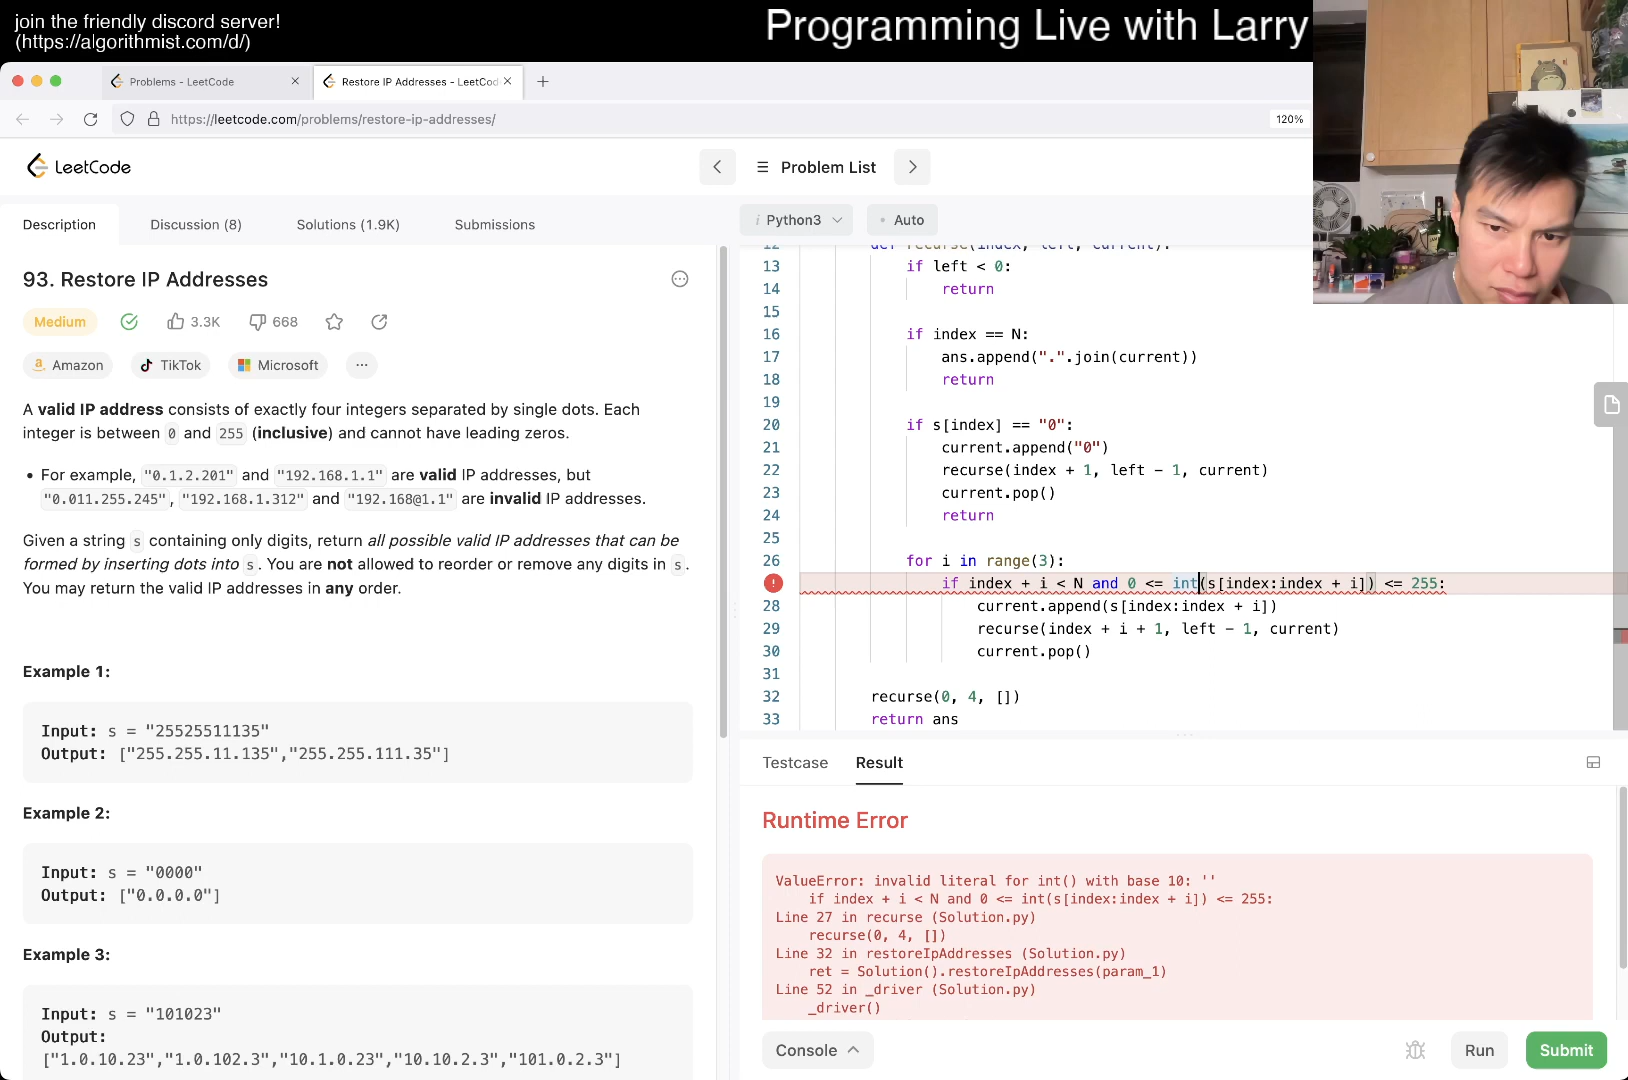 join the friendly discord server!
(https://algorithmist.com/d/)
Programming Live with Larry
Problems - LeetCode
Restore IP Addresses - LeetCod
https://leetcode.com/problems/restore-ip-addresses/
120%
LeetCode
Problem List
Description
Discussion (8)
Solutions (1.9K)
Submissions
93. Restore IP Addresses
Medium
3.3K
668
Amazon
TikTok
Microsoft
...
A valid IP address consists of exactly four integers separated by single dots. Each
integer is between 0 and 255 (inclusive) and cannot have leading zeros.
• For example, "0.1.2.201" and "192.168.1.1" are valid IP addresses, but
"0.011.255.245", "192.168.1.312" and "192.168@1.1" are invalid IP addresses.
Given a string s containing only digits, return all possible valid IP addresses that can be
formed by inserting dots into s. You are not allowed to reorder or remove any digits in s.
You may return the valid IP addresses in any order.
Example 1:
Input: s = "25525511135"
Output: ["255.255.11.135","255.255.111.35"]
Example 2:
Input: s = "0000"
Output: ["0.0.0.0"]
Example 3:
Input: s = "101023"
Output:
["1.0.10.23","1.0.102.3","10.1.0.23","10.10.2.3","101.0.2.3"]
i Python3
Auto
12 def recurse(index, left, current):
13 if left < 0:
14 return
15
16 if index == N:
17 ans.append(".".join(current))
18 return
19
20 if s[index] == "0":
21 current.append("0")
22 recurse(index + 1, left - 1, current)
23 current.pop()
24 return
25
26 for i in range(3):
if index + i < N and 0 <= int(s[index:index + i]) <= 255:
28 current.append(s[index:index + i])
29 recurse(index + i + 1, left - 1, current)
30 current.pop()
31
32 recurse(0, 4, [])
33 return ans
Testcase
Result
Runtime Error
ValueError: invalid literal for int() with base 10: ''
if index + i < N and 0 <= int(s[index:index + i]) <= 255:
Line 27 in recurse (Solution.py)
recurse(0, 4, [])
Line 32 in restoreIpAddresses (Solution.py)
ret = Solution().restoreIpAddresses(param_1)
Line 52 in _driver (Solution.py)
_driver()
Console
Run
Submit